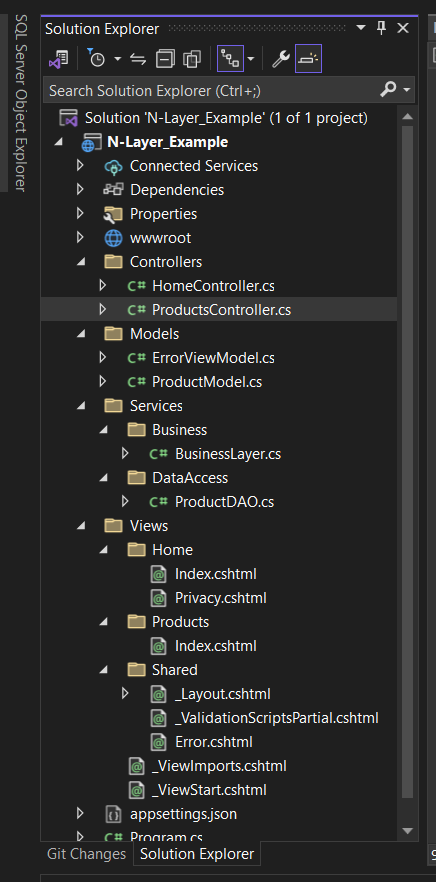 SQL Server Object Explorer
Solution Explorer
Search Solution Explorer (Ctrl+;)
Solution 'N-Layer_Example' (1 of 1 project)
N-Layer_Example
Connected Services
Dependencies
Properties
wwwroot
Controllers
C# HomeController.cs
C# ProductsController.cs
Models
C# ErrorViewModel.cs
C# ProductModel.cs
Services
Business
C# BusinessLayer.cs
DataAccess
C# ProductDAO.cs
Views
Home
@ Index.cshtml
@ Privacy.cshtml
Products
@ Index.cshtml
Shared
@ _Layout.cshtml
@ _ValidationScriptsPartial.cshtml
@ Error.cshtml
@ _ViewImports.cshtml
@ _ViewStart.cshtml
appsettings.json
C# Program.cs
Git Changes Solution Explorer